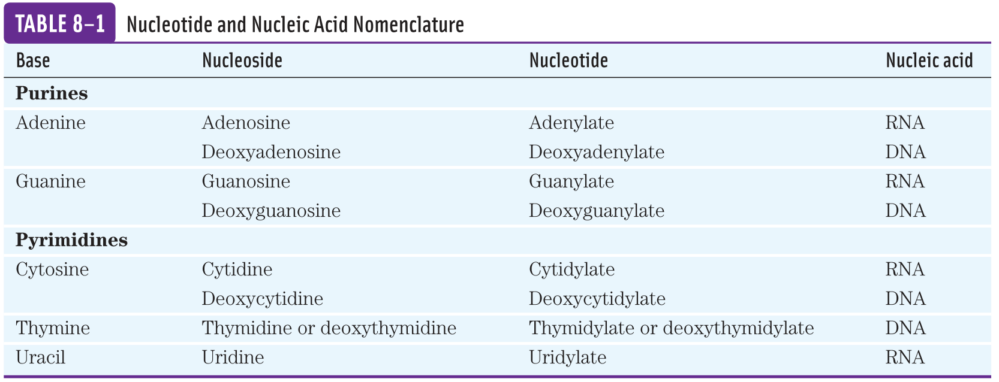 TABLE 8–1 Nucleotide and Nucleic Acid Nomenclature
Base Nucleoside Nucleotide Nucleic acid
Purines
Adenine Adenosine Adenylate RNA
Deoxyadenosine Deoxyadenylate DNA
Guanine Guanosine Guanylate RNA
Deoxyguanosine Deoxyguanylate DNA
Pyrimidines
Cytosine Cytidine Cytidylate RNA
Deoxycytidine Deoxycytidylate DNA
Thymine Thymidine or deoxythymidine Thymidylate or deoxythymidylate DNA
Uracil Uridine Uridylate RNA